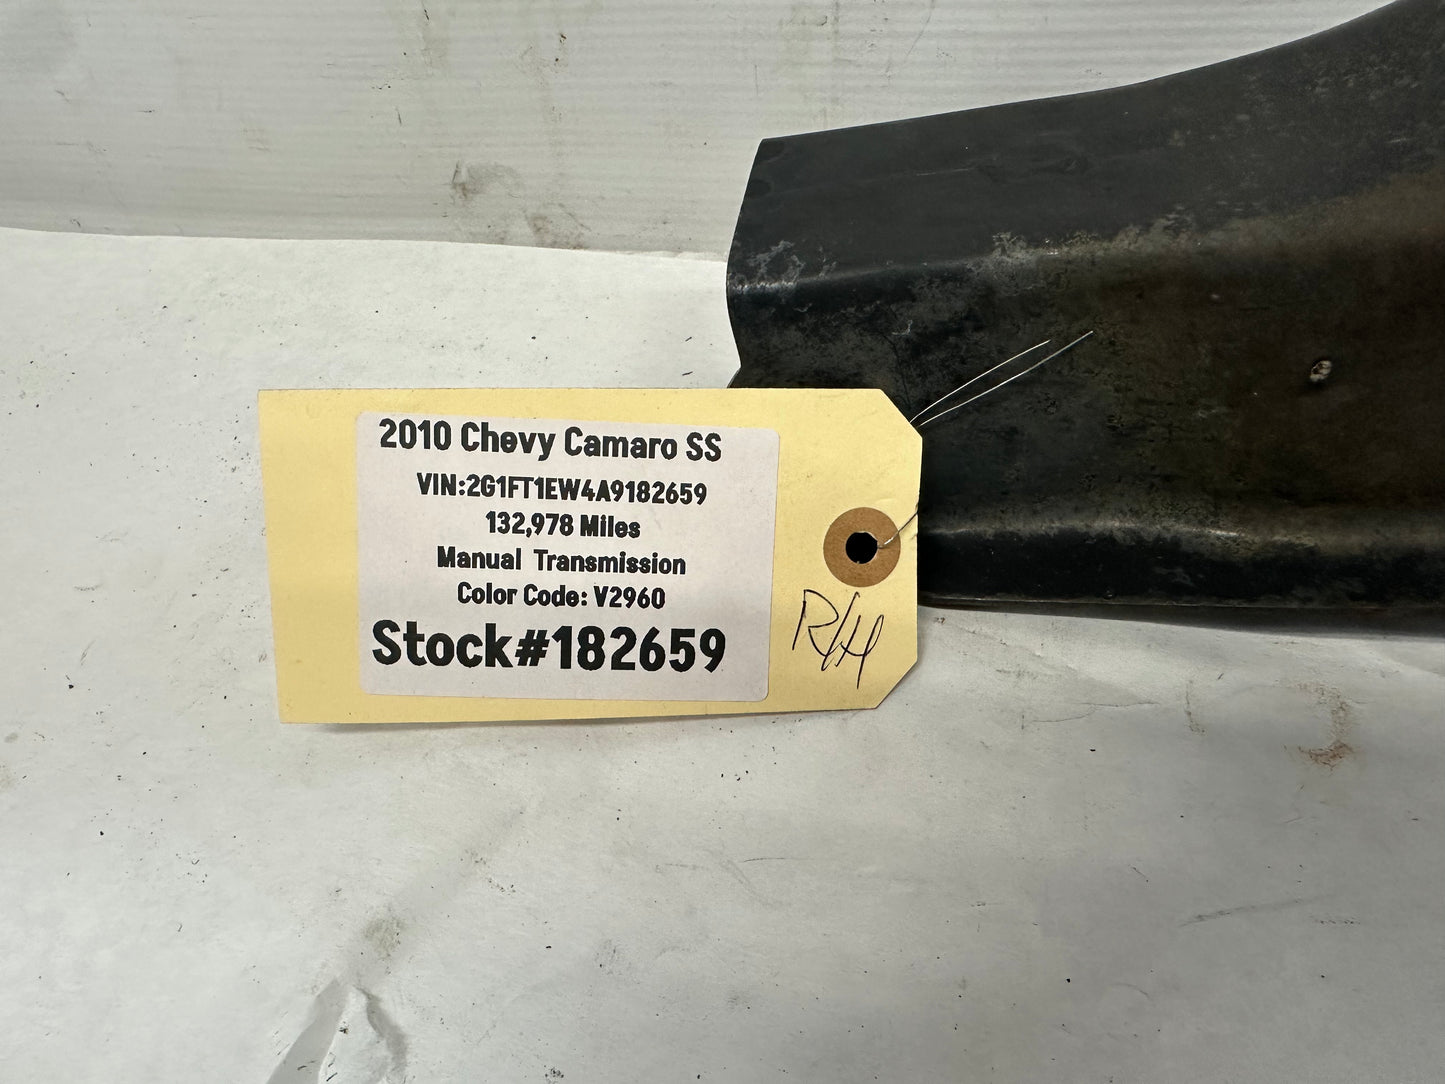 2010 Chevy Camaro SS
VIN:2G1FT1EW4A9182659
132,978 Miles
Manual Transmission
Color Code: V2960
Stock#182659
R/H